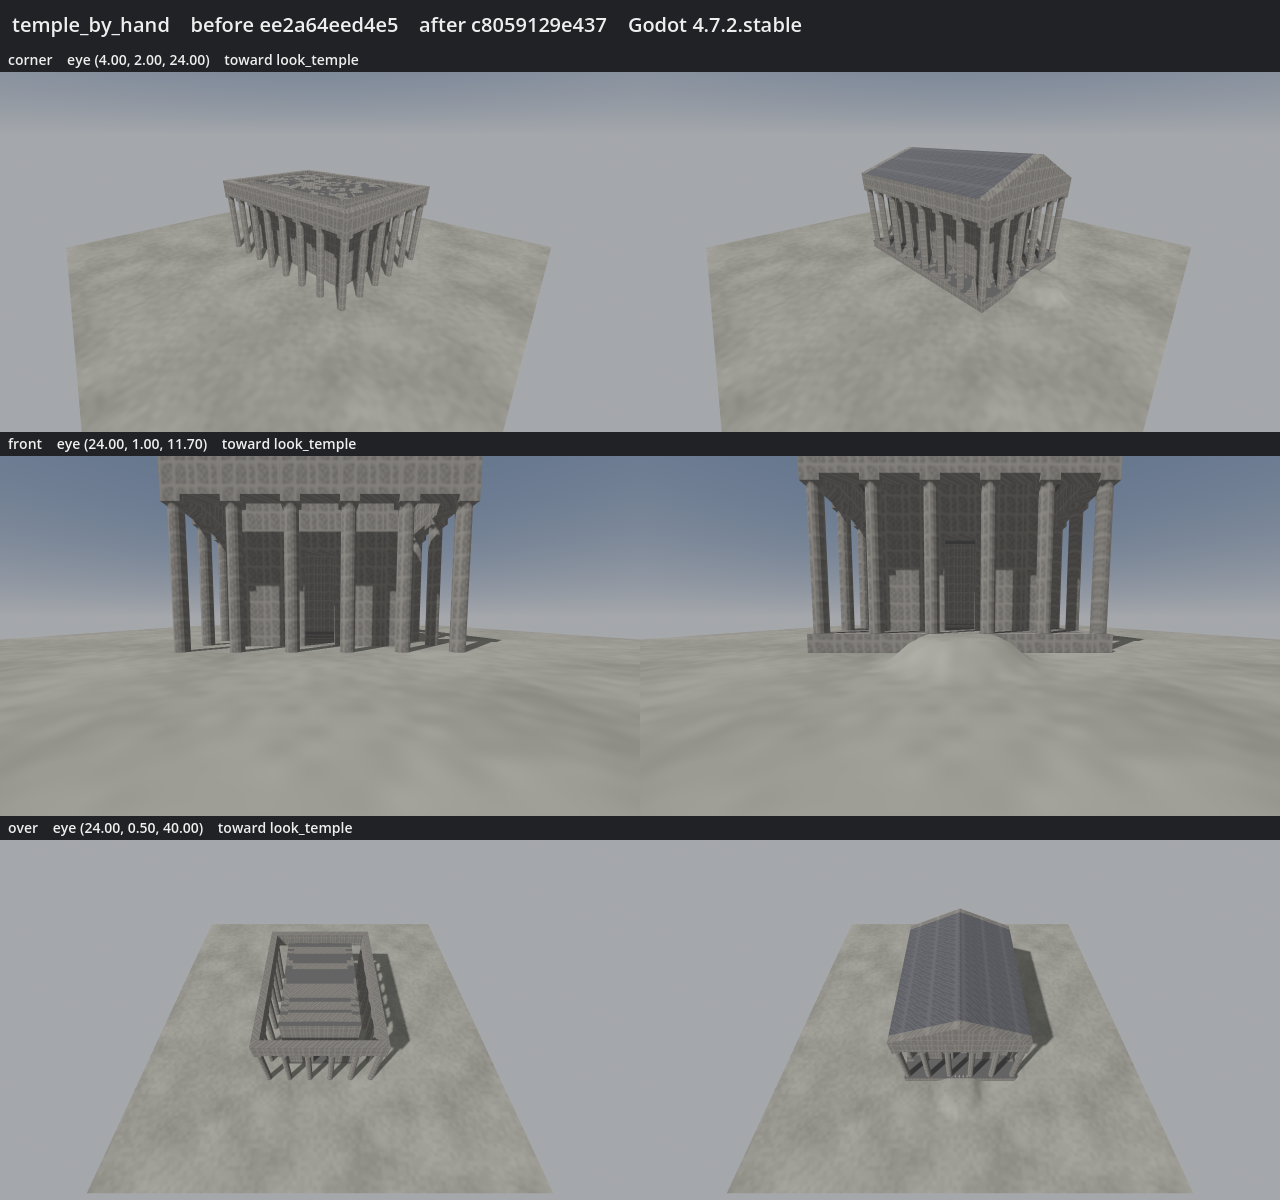 temple_by_hand before ee2a64eed4e5 after c8059129e437 Godot 4.7.2.stable
corner eye (4.00, 2.00, 24.00) toward look_temple
front eye (24.00, 1.00, 11.70) toward look_temple
over eye (24.00, 0.50, 40.00) toward look_temple